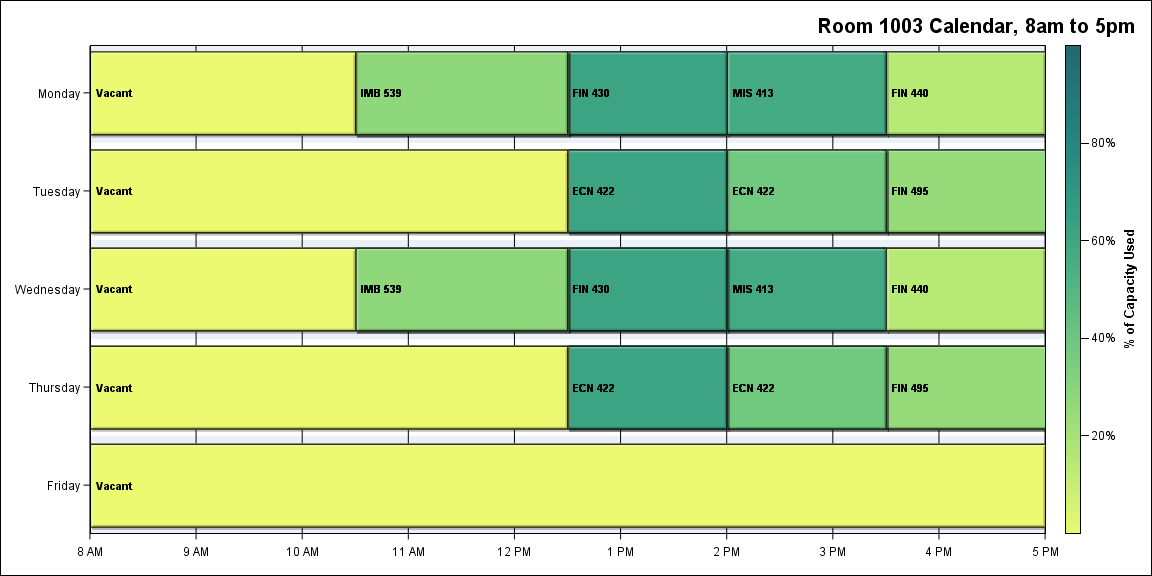 Room 1003 Calendar, 8am to 5pm
Monday
Vacant
IMB 539
FIN 430
MIS 413
FIN 440
80%
Tuesday
Vacant
ECN 422
ECN 422
FIN 495
60%
% of Capacity Used
Wednesday
Vacant
IMB 539
FIN 430
MIS 413
FIN 440
40%
Thursday
Vacant
ECN 422
ECN 422
FIN 495
20%
Friday
Vacant
8 AM
9 AM
10 AM
11 AM
12 PM
1 PM
2 PM
3 PM
4 PM
5 PM